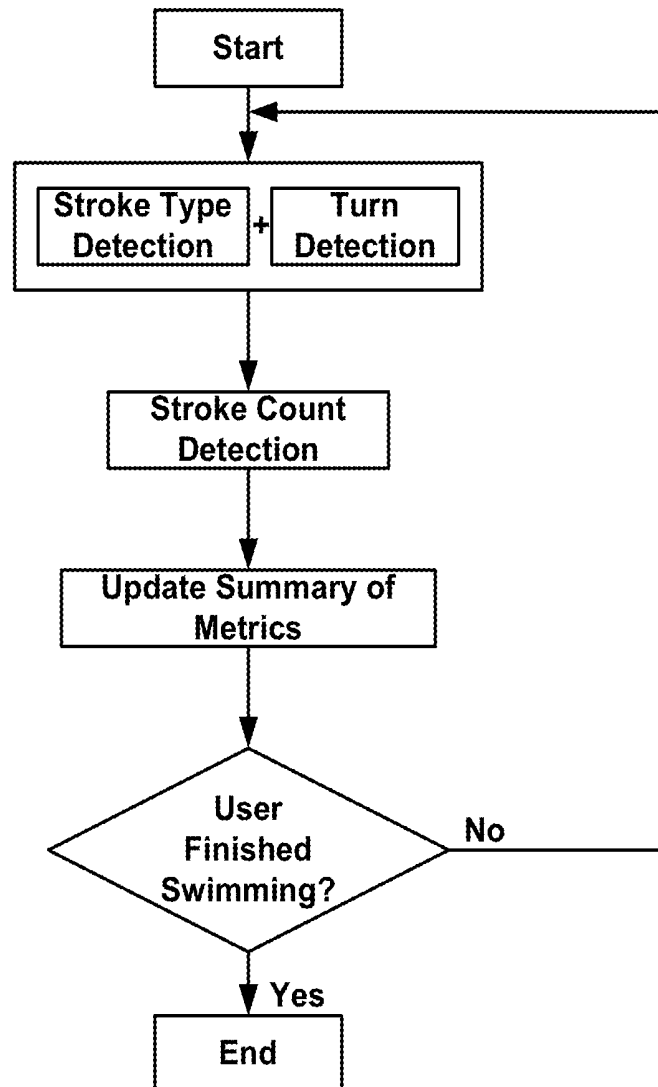 Start
Stroke Type
Detection
+
Turn
Detection
Stroke Count
Detection
Update Summary of
Metrics
User
Finished
Swimming?
No
Yes
End